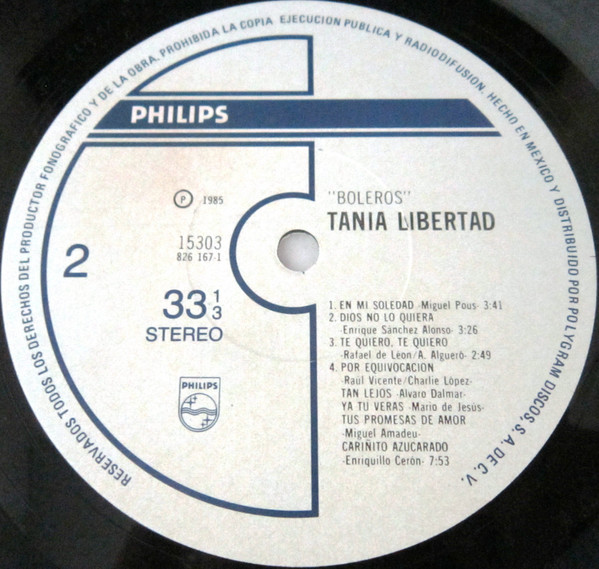 RESERVADOS TODOS LOS DERECHOS DEL PRODUCTOR FONOGRAFICO Y DE LA OBRA. PROHIBIDA LA COPIA EJECUCION PUBLICA Y RADIODIFUSION. HECHO EN MEXICO Y DISTRIBUIDO POR POLYGRAM DISCOS, S. A. DE C. V.
PHILIPS
"BOLEROS"
TANIA LIBERTAD
P 1985
15303
826 167-1
2
33 1/3
STEREO
PHILIPS
1. EN MI SOLEDAD -Miguel Pous- 3:41
2. DIOS NO LO QUIERA
-Enrique Sánchez Alonso- 3:26
3. TE QUIERO, TE QUIERO
-Rafael de León/A. Algueró- 2:49
4. POR EQUIVOCACION
-Raúl Vicente/Charlie López-
TAN LEJOS -Alvaro Dalmar-
YA TU VERAS -Mario de Jesús-
TUS PROMESAS DE AMOR
-Miguel Amadeu-
CARIÑITO AZUCARADO
-Enriquillo Cerón- 7:53